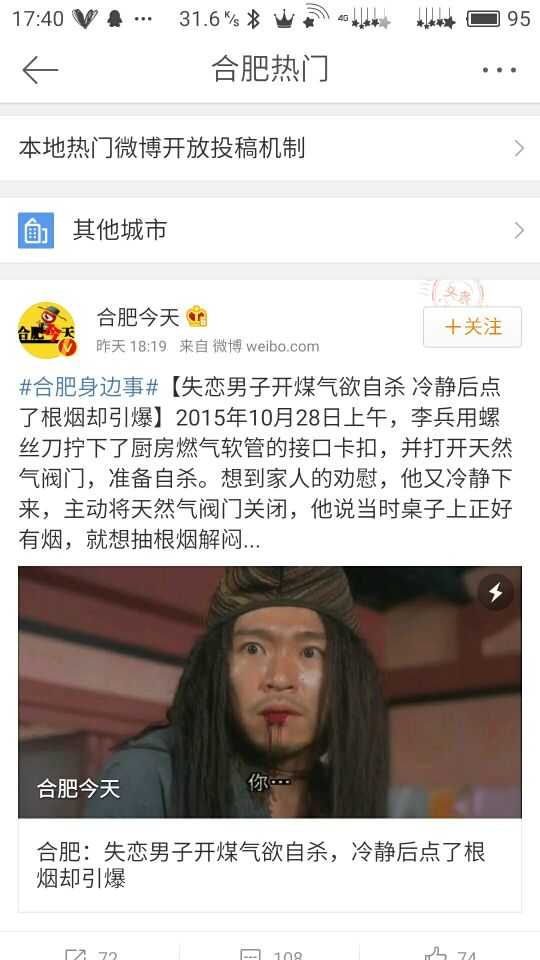 17:40 ••• 31.6 K/s 4G 95
合肥热门
本地热门微博开放投稿机制
其他城市
合肥今天
昨天 18:19 来自 微博 weibo.com
＋关注
#合肥身边事#【失恋男子开煤气欲自杀 冷静后点
了根烟却引爆】2015年10月28日上午，李兵用螺
丝刀拧下了厨房燃气软管的接口卡扣，并打开天然
气阀门，准备自杀。想到家人的劝慰，他又冷静下
来，主动将天然气阀门关闭，他说当时桌子上正好
有烟，就想抽根烟解闷...
你…
合肥今天
合肥：失恋男子开煤气欲自杀，冷静后点了根
烟却引爆
72 108 74